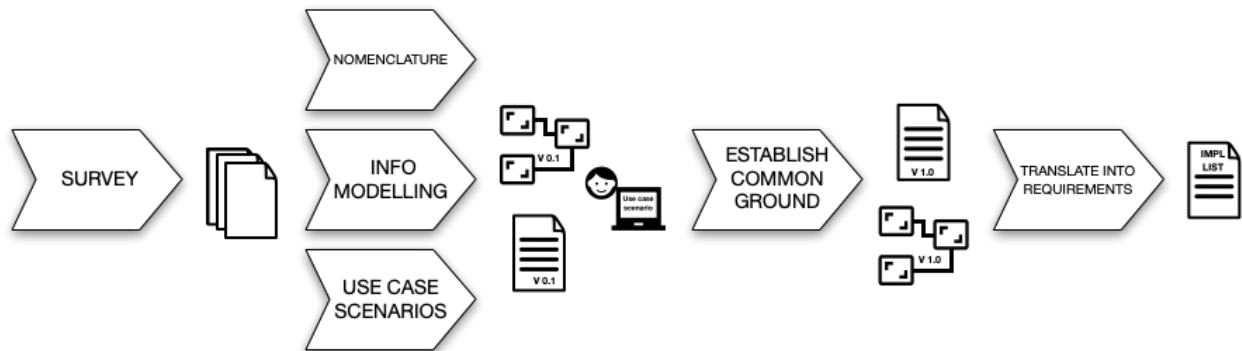 SURVEY
NOMENCLATURE
INFO
MODELLING
USE CASE
SCENARIOS
V 0.1
Use case
scenario
V 0.1
ESTABLISH
COMMON
GROUND
V 1.0
V 1.0
TRANSLATE INTO
REQUIREMENTS
IMPL
LIST